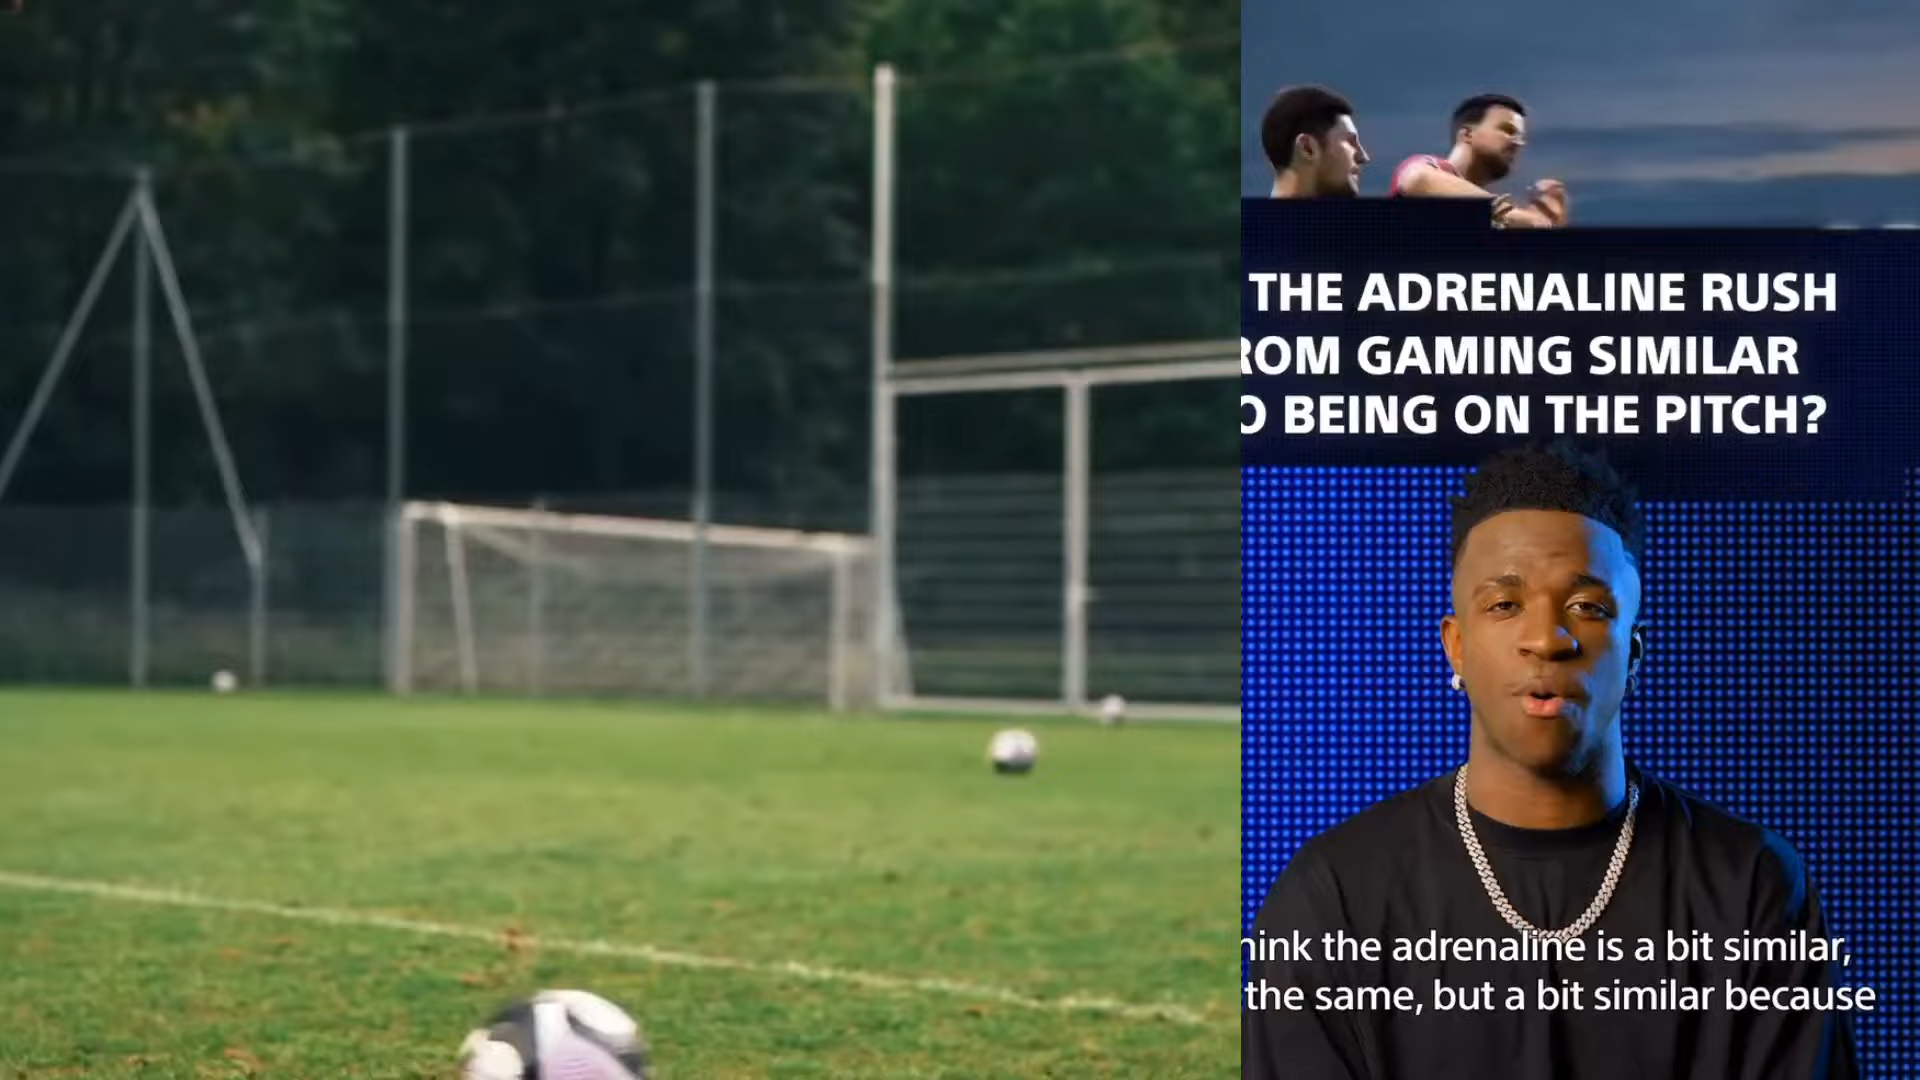 THE ADRENALINE RUSH
ROM GAMING SIMILAR
O BEING ON THE PITCH?
hink the adrenaline is a bit similar,
the same, but a bit similar because